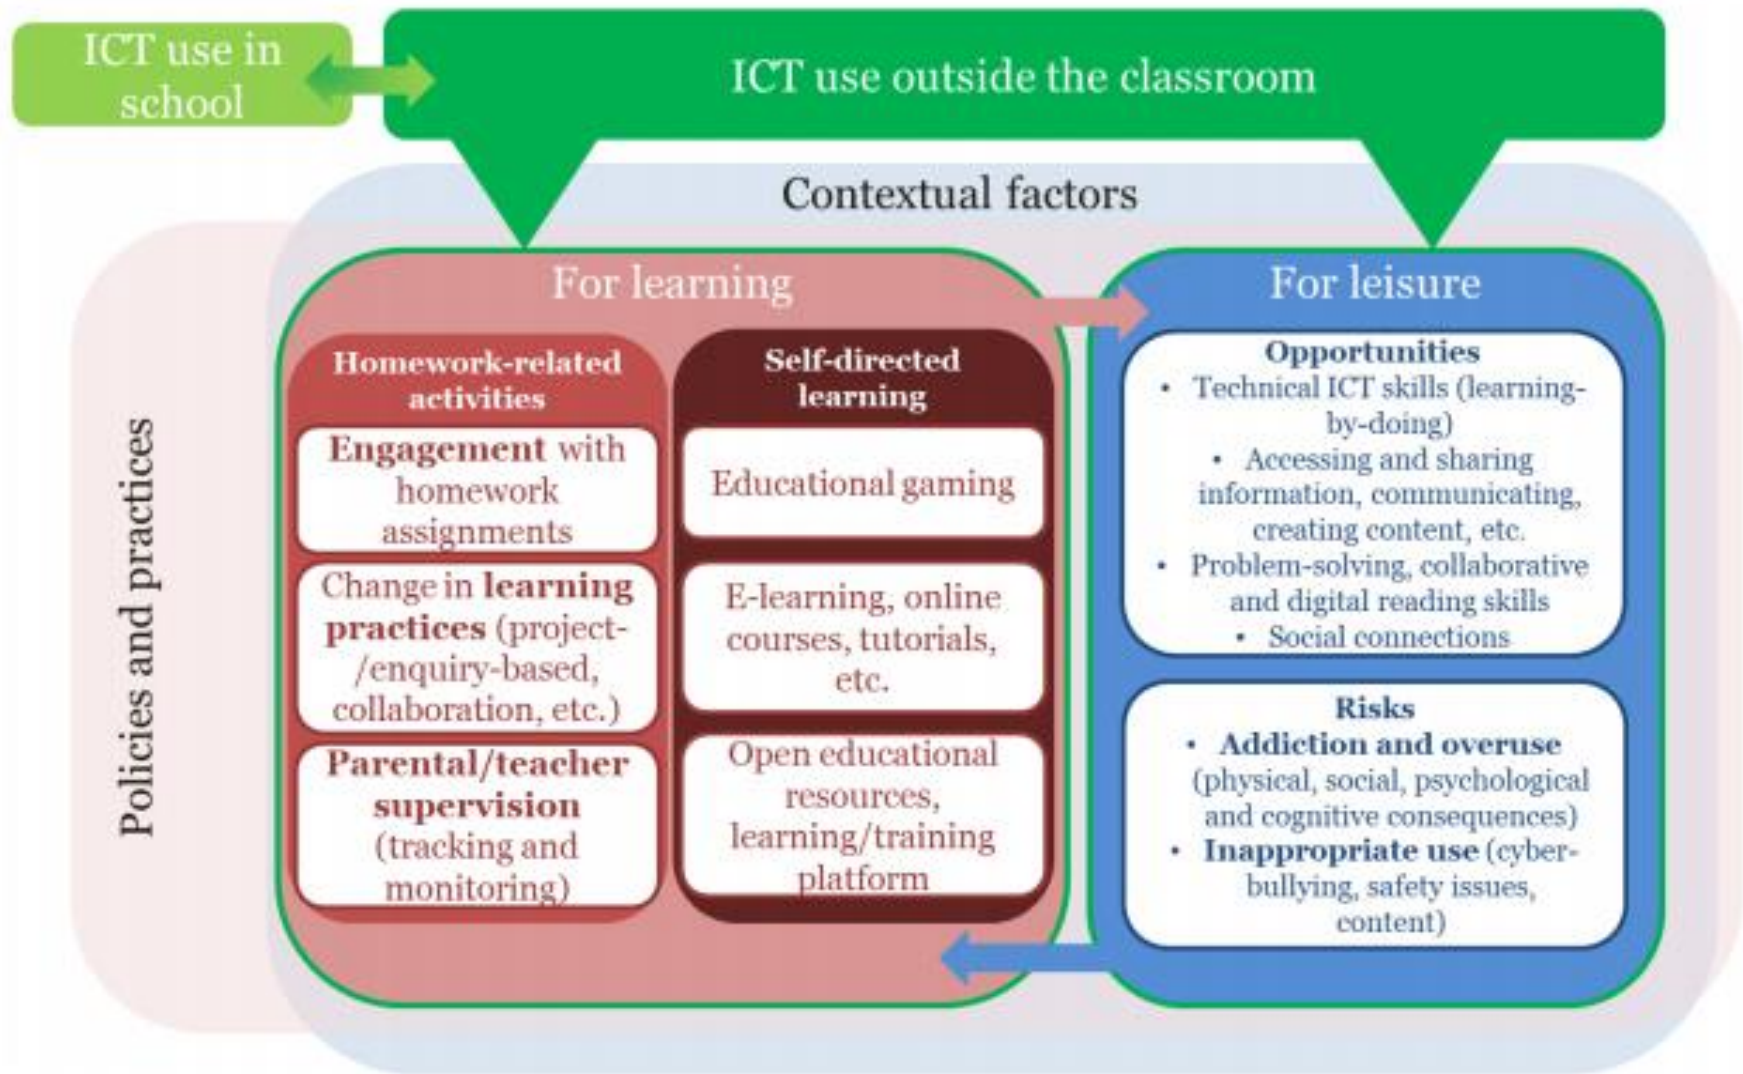 ICT use in
school
ICT use outside the classroom
Contextual factors
Policies and practices
For learning
Homework-related
activities
Engagement with
homework
assignments
Change in learning
practices (project-
/enquiry-based,
collaboration, etc.)
Parental/teacher
supervision
(tracking and
monitoring)
Self-directed
learning
Educational gaming
E-learning, online
courses, tutorials,
etc.
Open educational
resources,
learning/training
platform
For leisure
Opportunities
• Technical ICT skills (learning-
by-doing)
• Accessing and sharing
information, communicating,
creating content, etc.
• Problem-solving, collaborative
and digital reading skills
• Social connections
Risks
• Addiction and overuse
(physical, social, psychological
and cognitive consequences)
• Inappropriate use (cyber-
bullying, safety issues,
content)